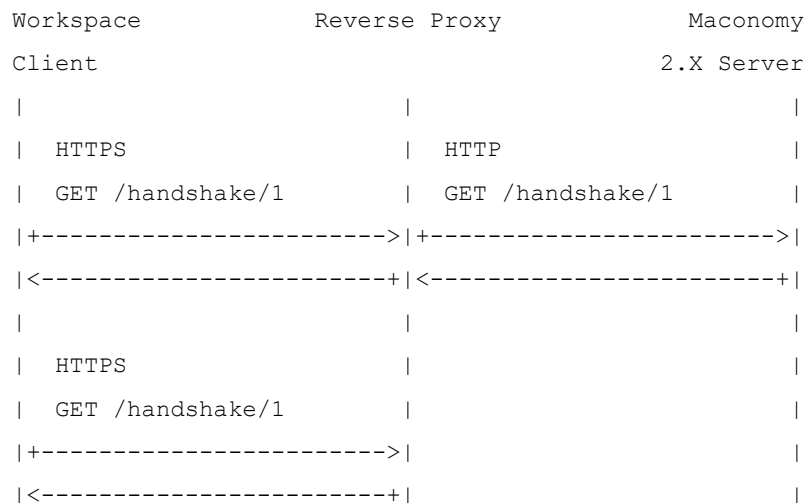 Workspace            Reverse Proxy             Maconomy
Client                                       2.X Server
|                          |                          |
|  HTTPS                   |  HTTP                    |
|  GET /handshake/1        |  GET /handshake/1        |
|+------------------------>|+------------------------>|
|<------------------------+|<------------------------+|
|                          |                          |
|  HTTPS                   |                          |
|  GET /handshake/1        |                          |
|+------------------------>|                          |
|<------------------------+|                          |